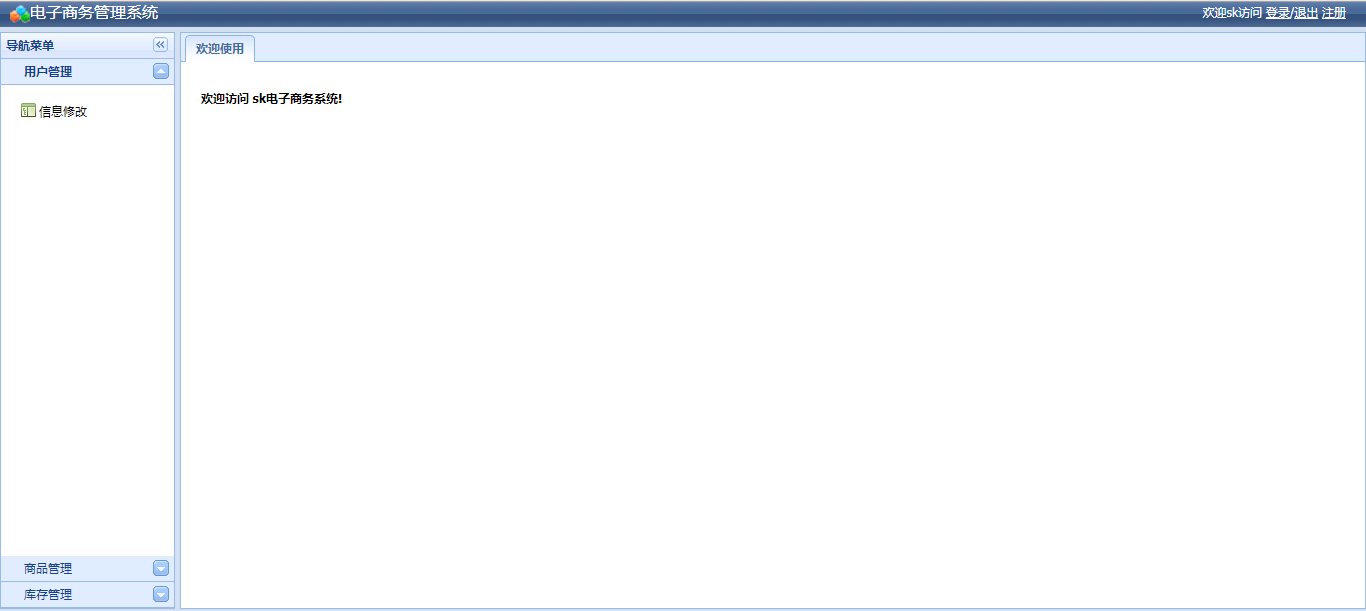 电子商务管理系统
欢迎sk访问 登录/退出 注册
导航菜单
欢迎使用
用户管理
欢迎访问 sk电子商务系统!
信息修改
商品管理
库存管理